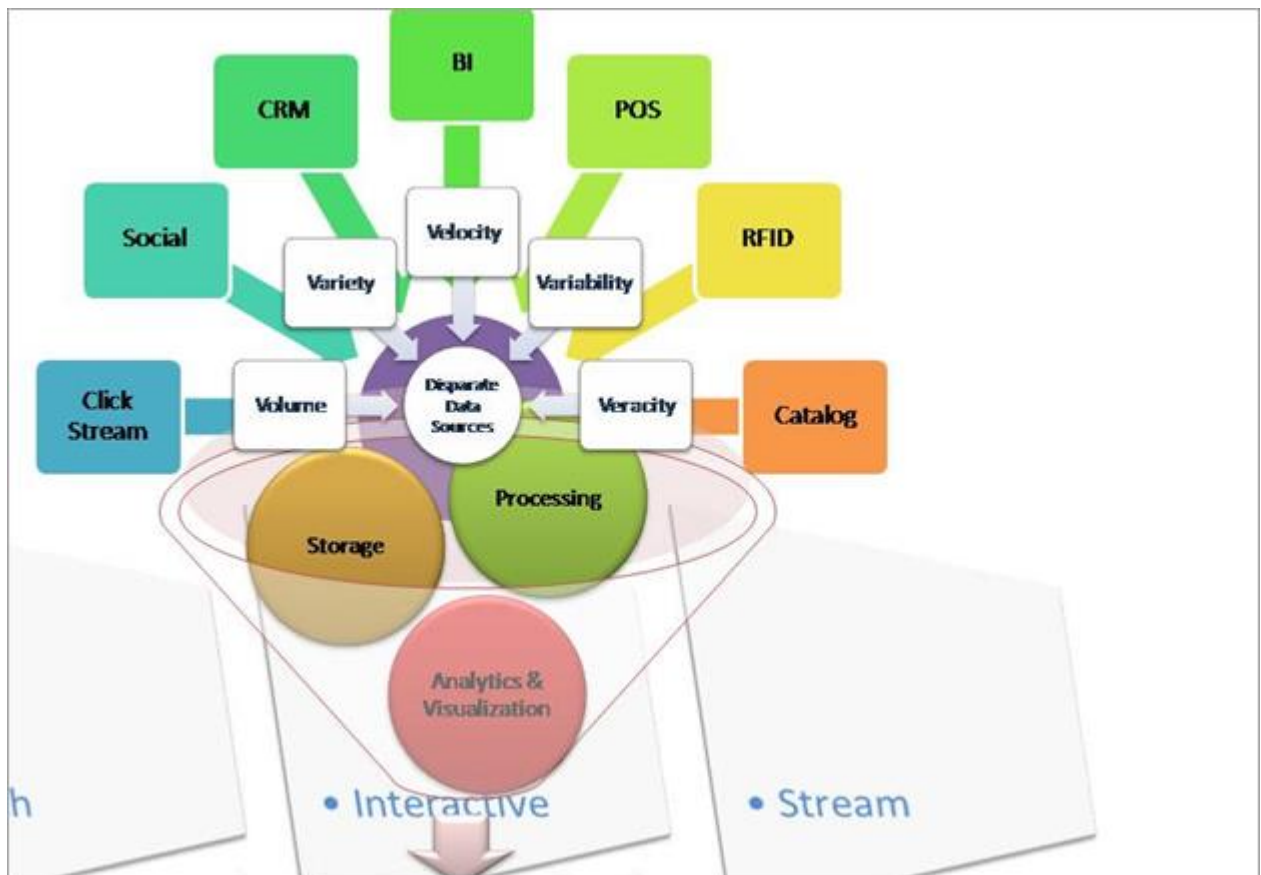 BI
CRM
POS
Velocity
Social
RFID
Variety
Variability
Click
Stream
Volume
Disparate
Data
Sources
Veracity
Catalog
Processing
Storage
Analytics &
Visualization
h
• Interactive
• Stream